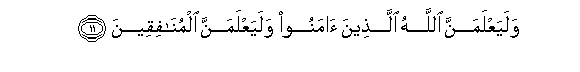 وَلَيَعْلَمَنَّ ٱللَّهُ ٱلَّذِينَ ءَامَنُوا۟ وَلَيَعْلَمَنَّ ٱلْمُنَـٰفِقِينَ ﴿١١﴾